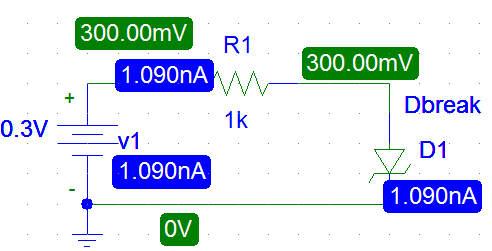 300.00mV
R1
300.00mV
1.090nA
Dbreak
+
1k
0.3V
v1
D1
1.090nA
1.090nA
-
0V